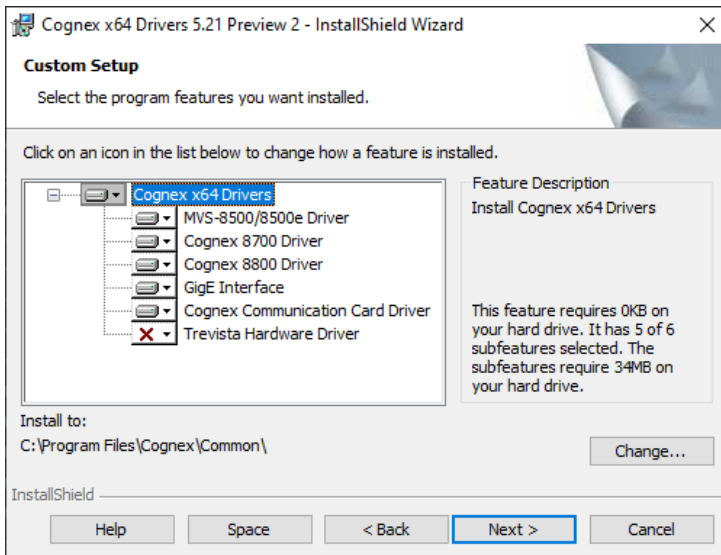 Cognex x64 Drivers 5.21 Preview 2 - InstallShield Wizard
Custom Setup
Select the program features you want installed.
Click on an icon in the list below to change how a feature is installed.
Cognex x64 Drivers
MVS-8500/8500e Driver
Cognex 8700 Driver
Cognex 8800 Driver
GigE Interface
Cognex Communication Card Driver
Trevista Hardware Driver
Feature Description
Install Cognex x64 Drivers
This feature requires 0KB on
your hard drive. It has 5 of 6
subfeatures selected. The
subfeatures require 34MB on
your hard drive.
Install to:
C:\Program Files\Cognex\Common\
Change...
InstallShield
Help
Space
< Back
Next >
Cancel